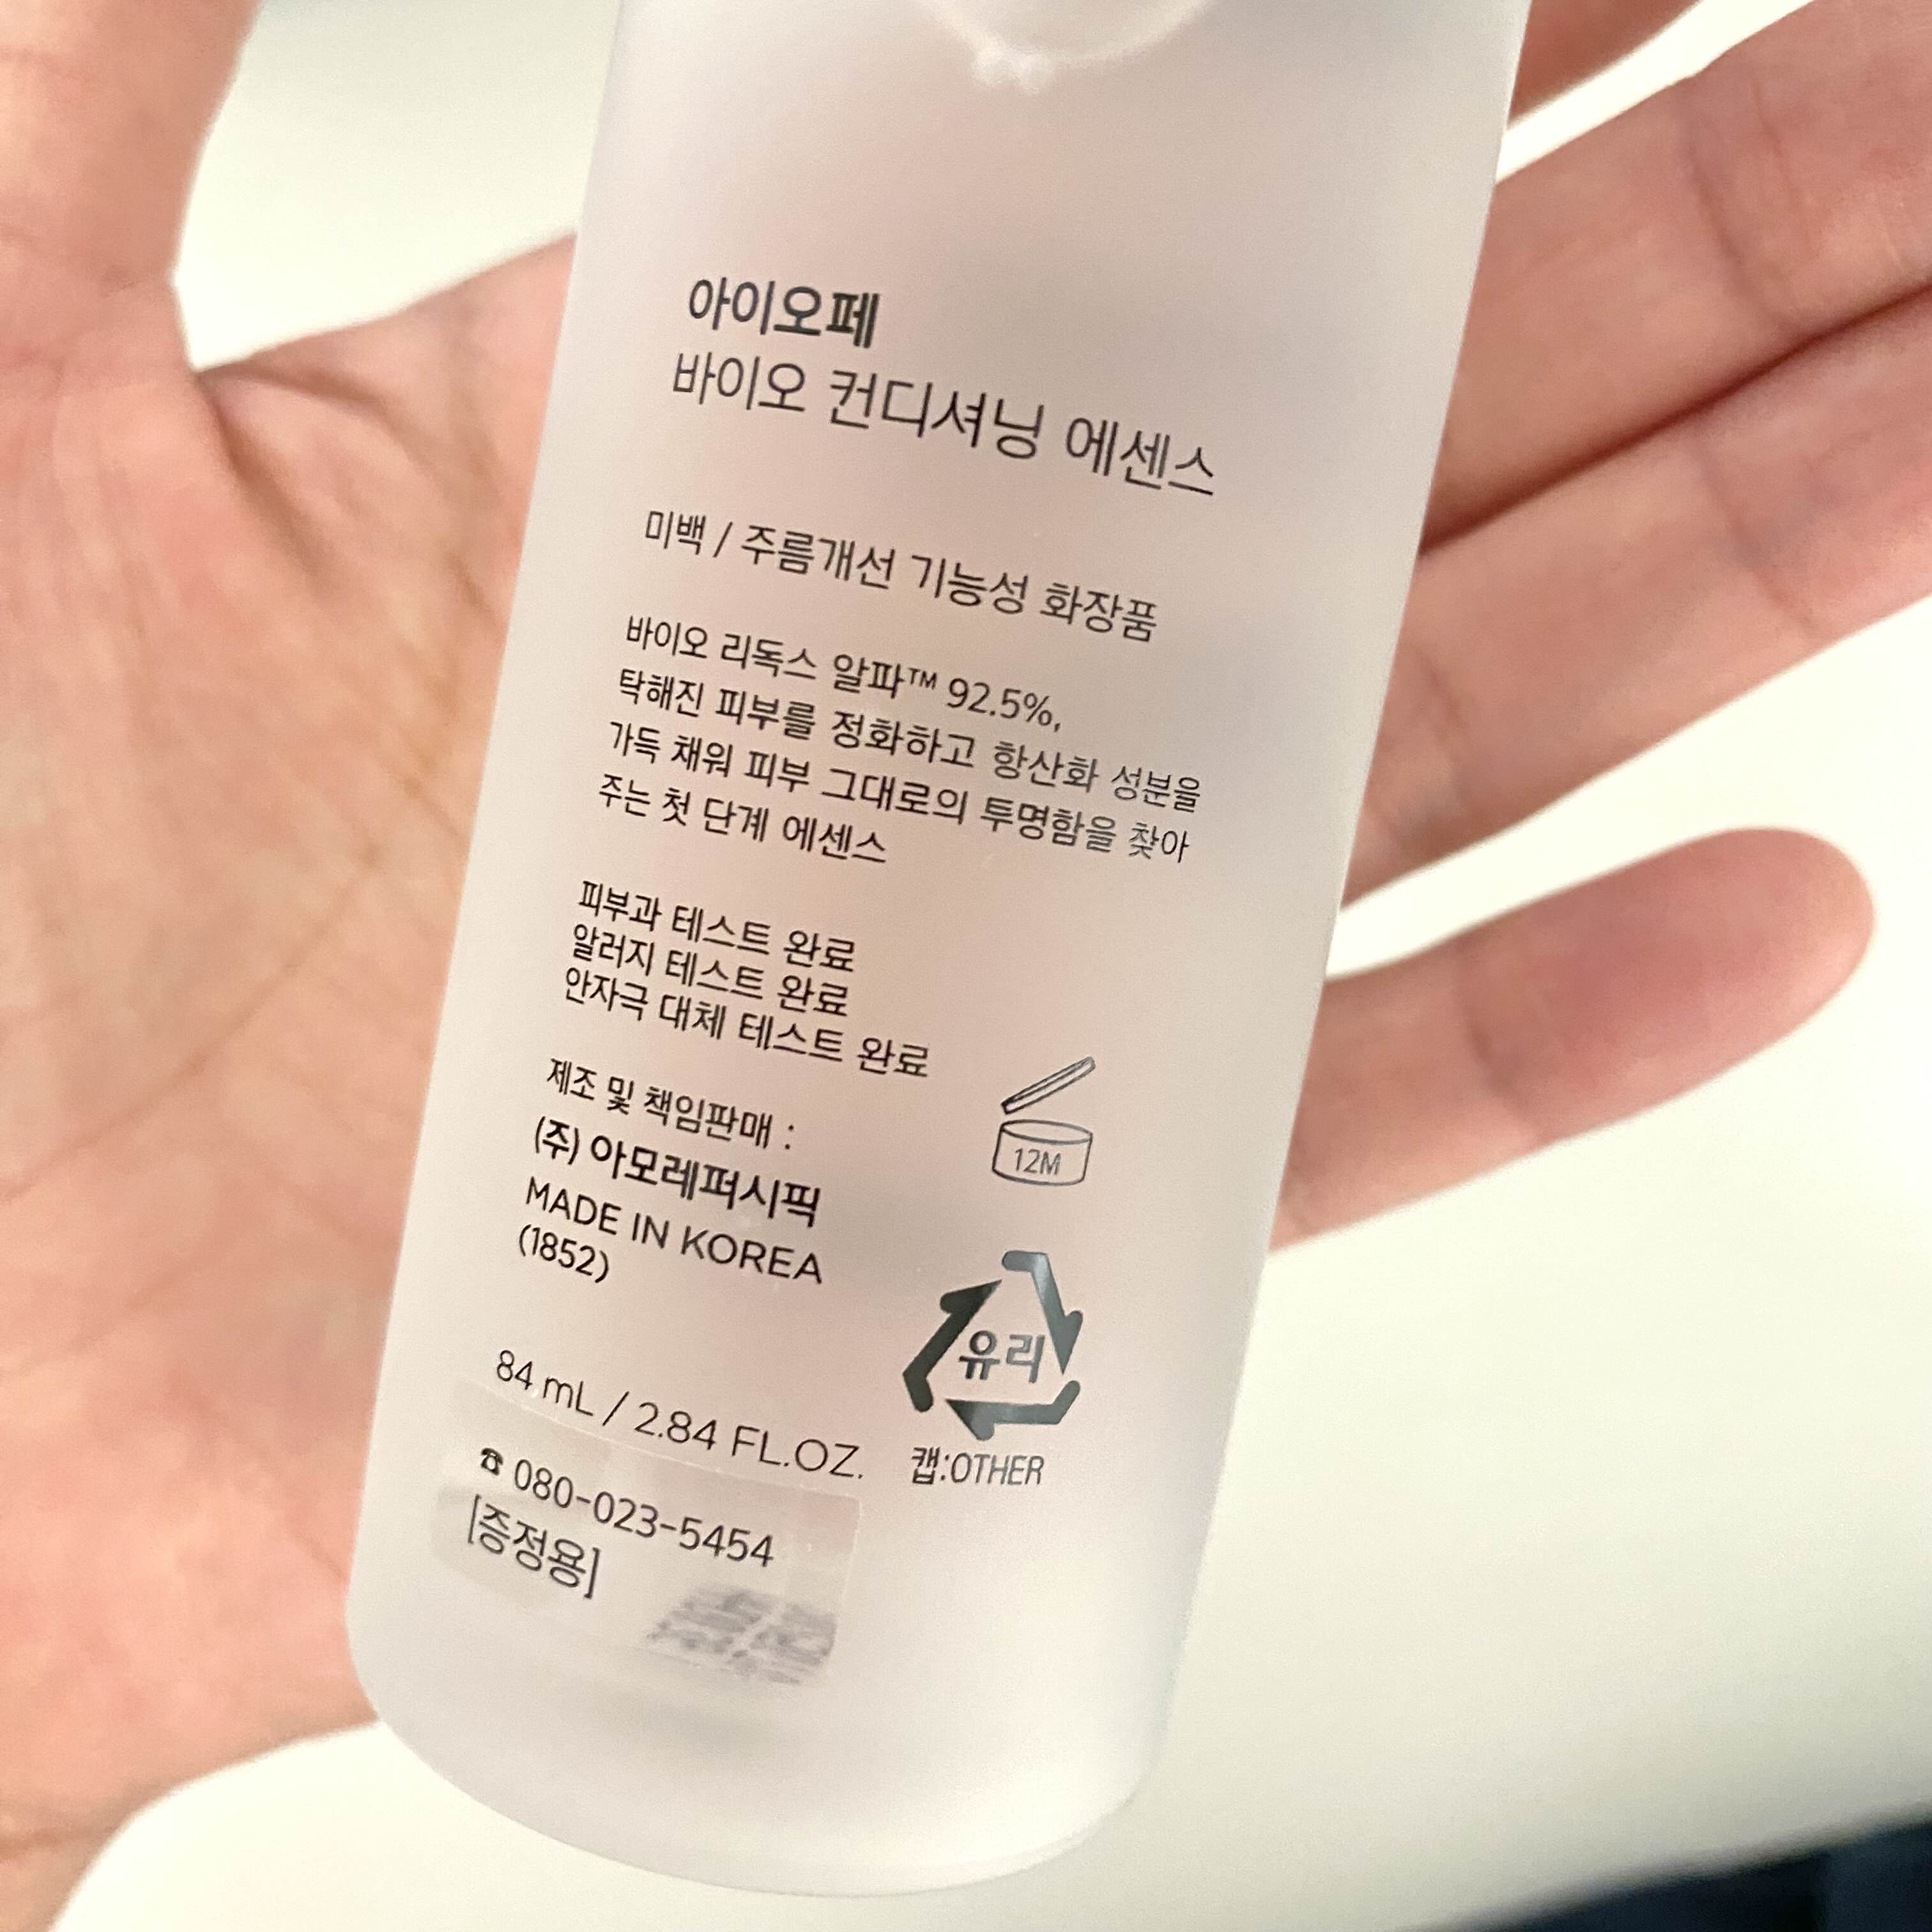 아이오페
바이오 컨디셔닝 에센스
미백 / 주름개선 기능성 화장품
바이오 리독스 알파™ 92.5%,
탁해진 피부를 정화하고 항산화 성분을
가득 채워 피부 그대로의 투명함을 찾아
주는 첫 단계 에센스
피부과 테스트 완료
알러지 테스트 완료
안자극 대체 테스트 완료
제조 및 책임판매 :
(주) 아모레퍼시픽
MADE IN KOREA
(1852)
12M
유리
캡:OTHER
84 mL / 2.84 FL.OZ.
☎ 080-023-5454
[증정용]